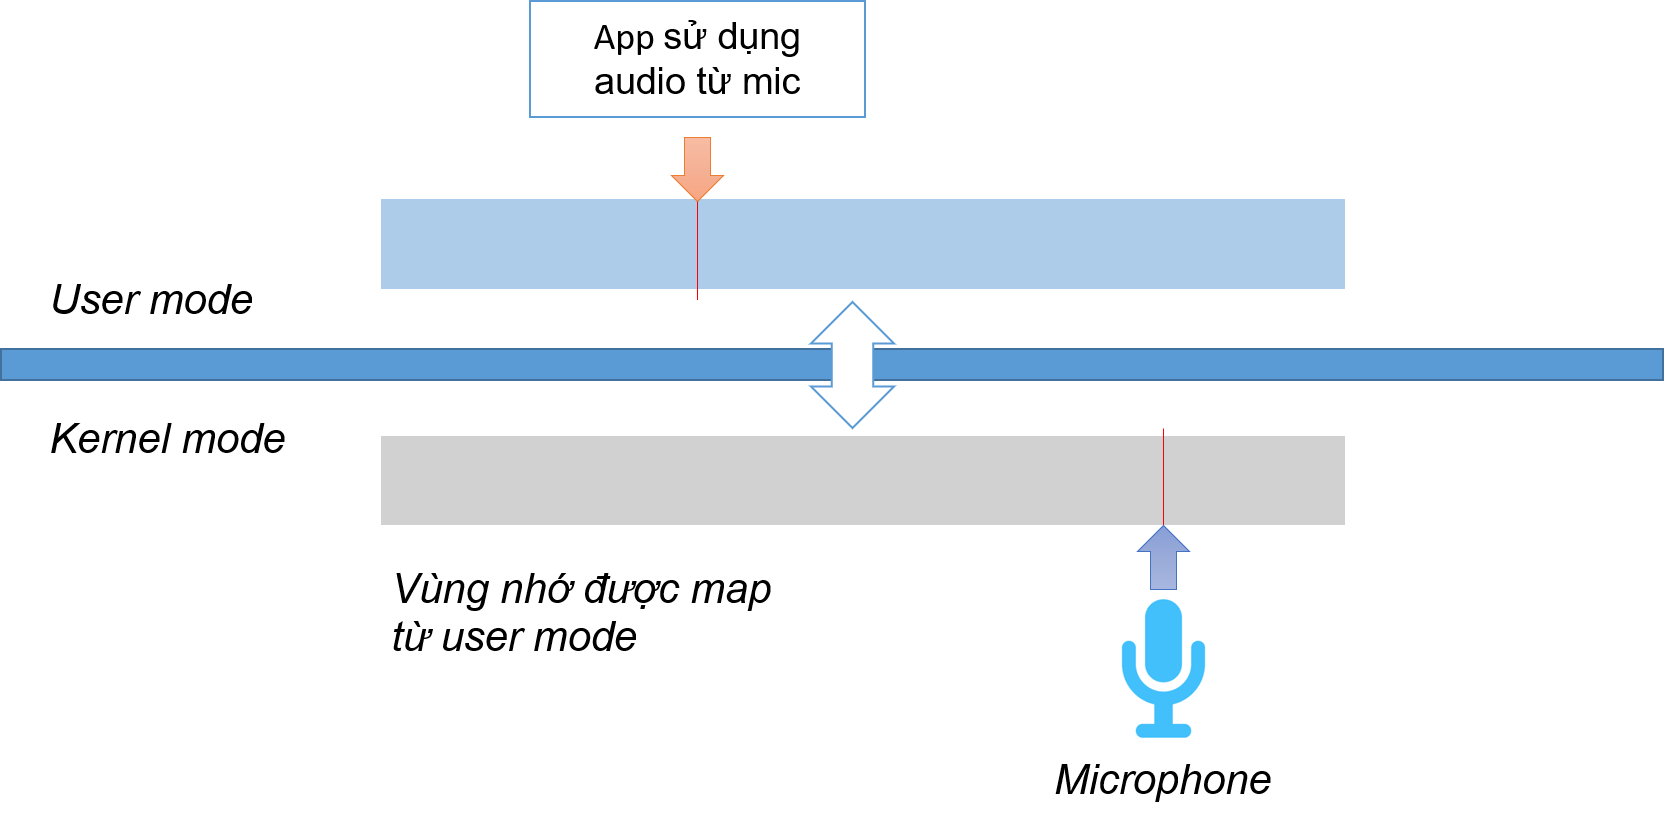 App sử dụng
audio từ mic
User mode
Kernel mode
Vùng nhớ được map
từ user mode
Microphone